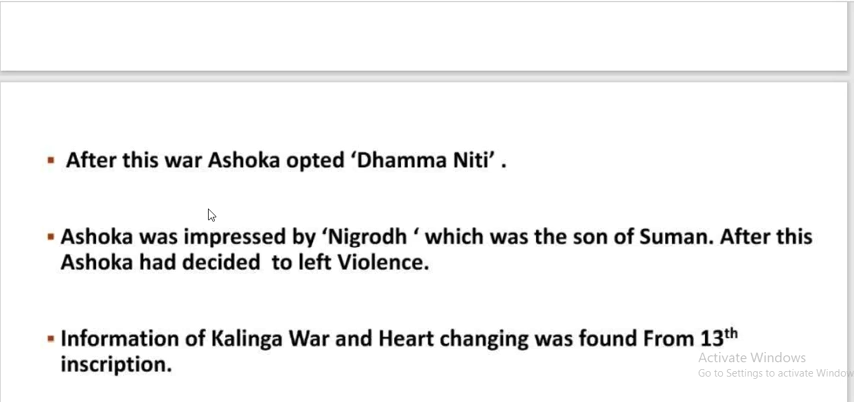 ▪ After this war Ashoka opted ‘Dhamma Niti’ .
▪ Ashoka was impressed by ‘Nigrodh ‘ which was the son of Suman. After this
Ashoka had decided  to left Violence.
▪ Information of Kalinga War and Heart changing was found From 13th
inscription.
Activate Windows
Go to Settings to activate Window